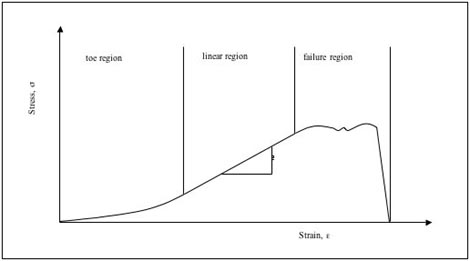 toe region
linear region
failure region
Stress, σ
Strain, ε